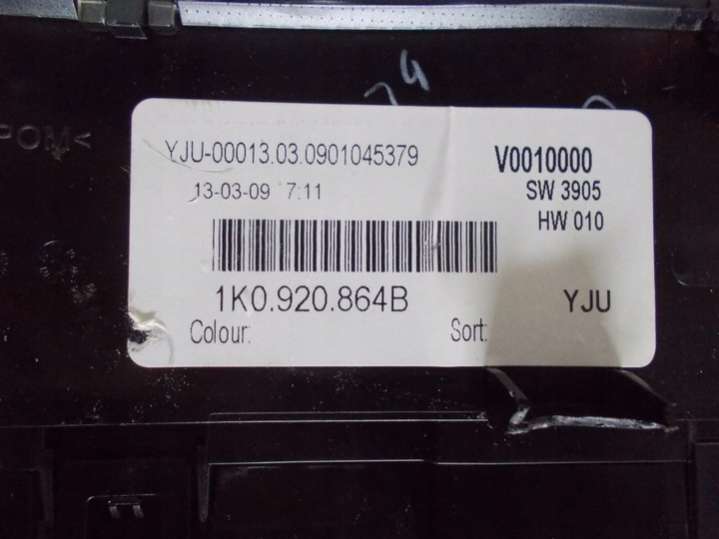 24
POM<
YJU-00013.03.0901045379
V0010000
13-03-09 7:11
SW 3905
HW 010
1K0.920.864B
YJU
Colour:
Sort: